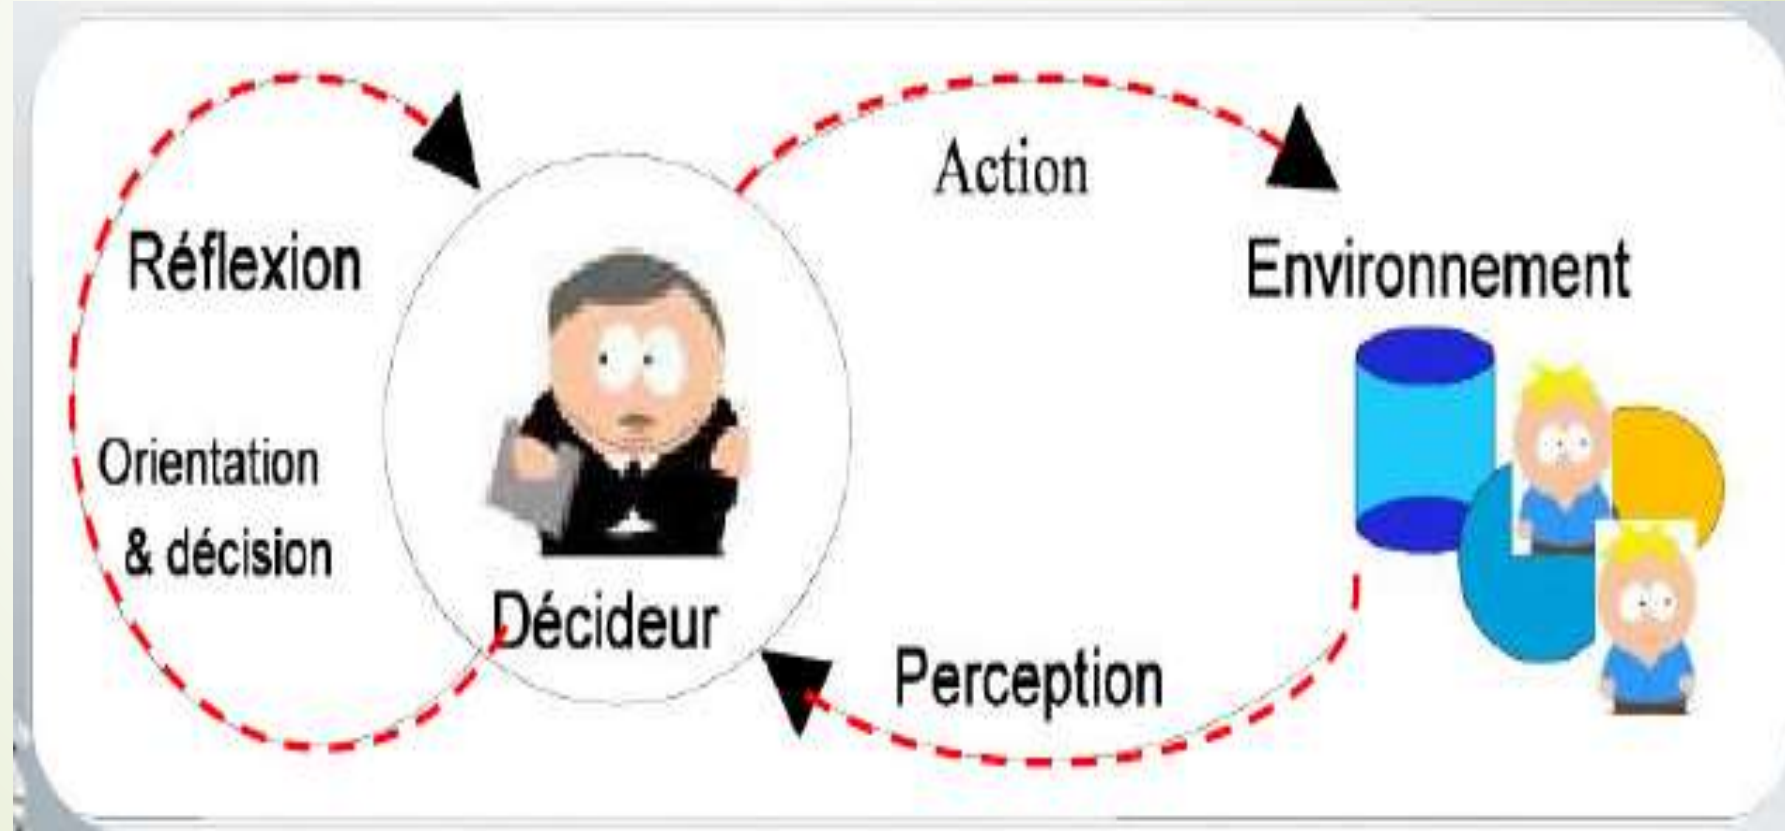 Action
Réflexion
Environnement
Orientation
& décision
Décideur
Perception